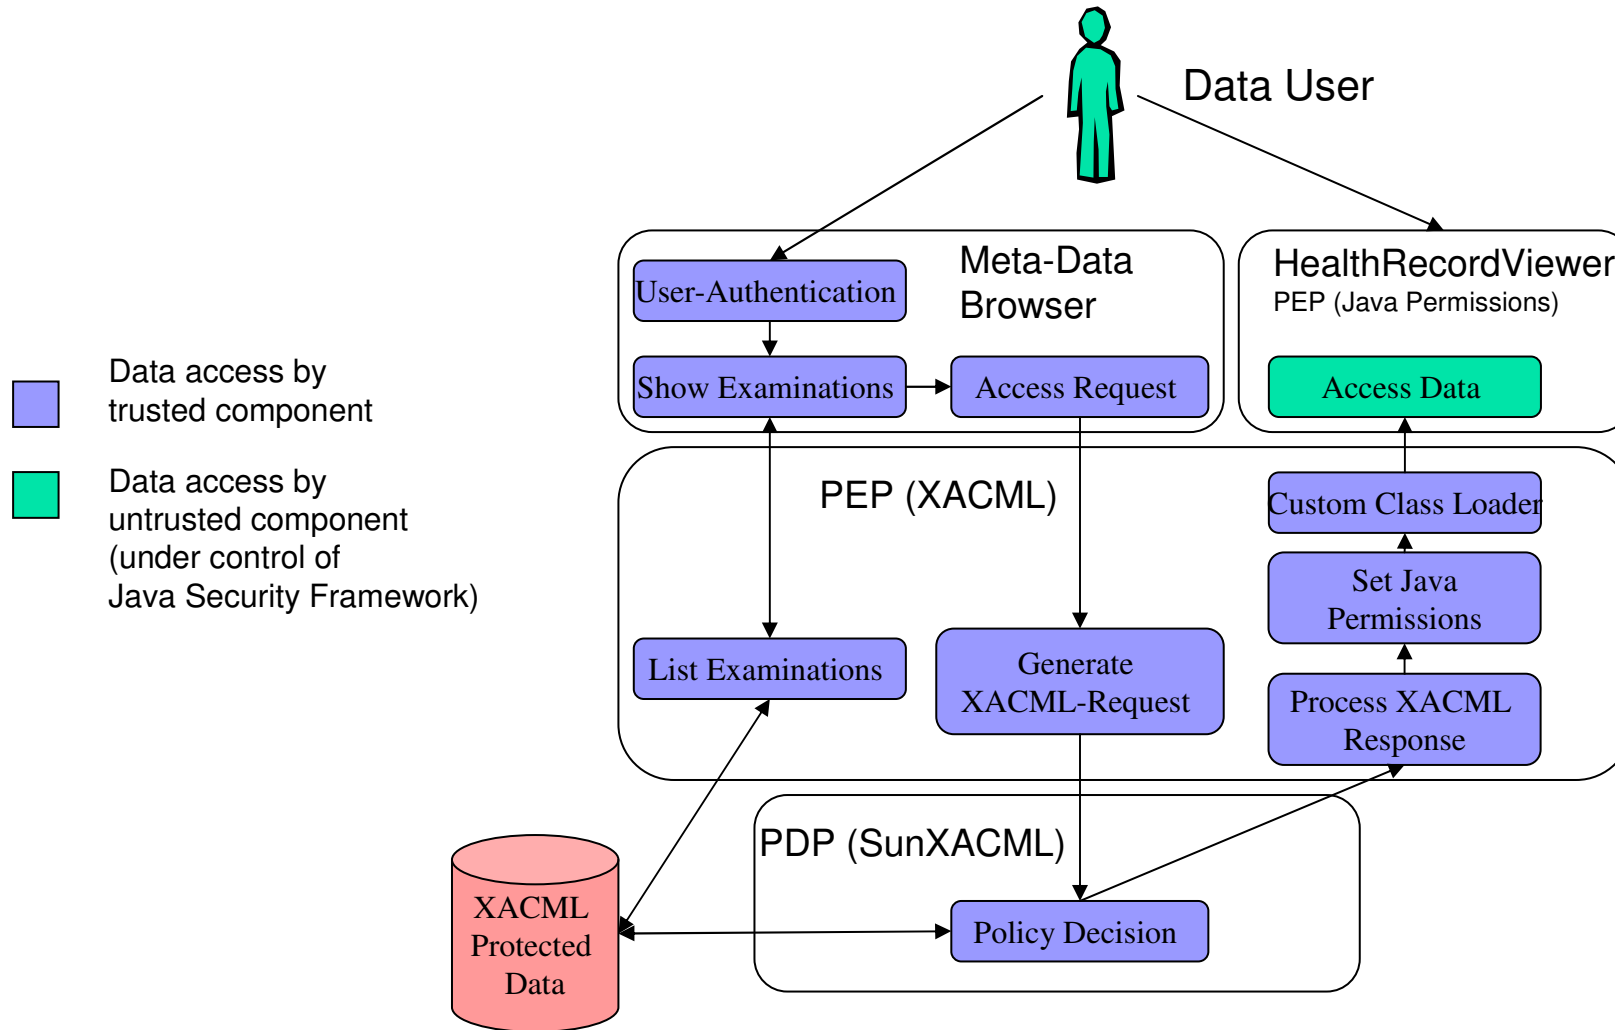 Data User
Meta-Data
Browser
HealthRecordViewer
PEP (Java Permissions)
User-Authentication
Show Examinations
Access Request
Access Data
Data access by
trusted component
Data access by
untrusted component
(under control of
Java Security Framework)
PEP (XACML)
Custom Class Loader
Set Java
Permissions
List Examinations
Generate
XACML-Request
Process XACML
Response
PDP (SunXACML)
Policy Decision
XACML
Protected
Data